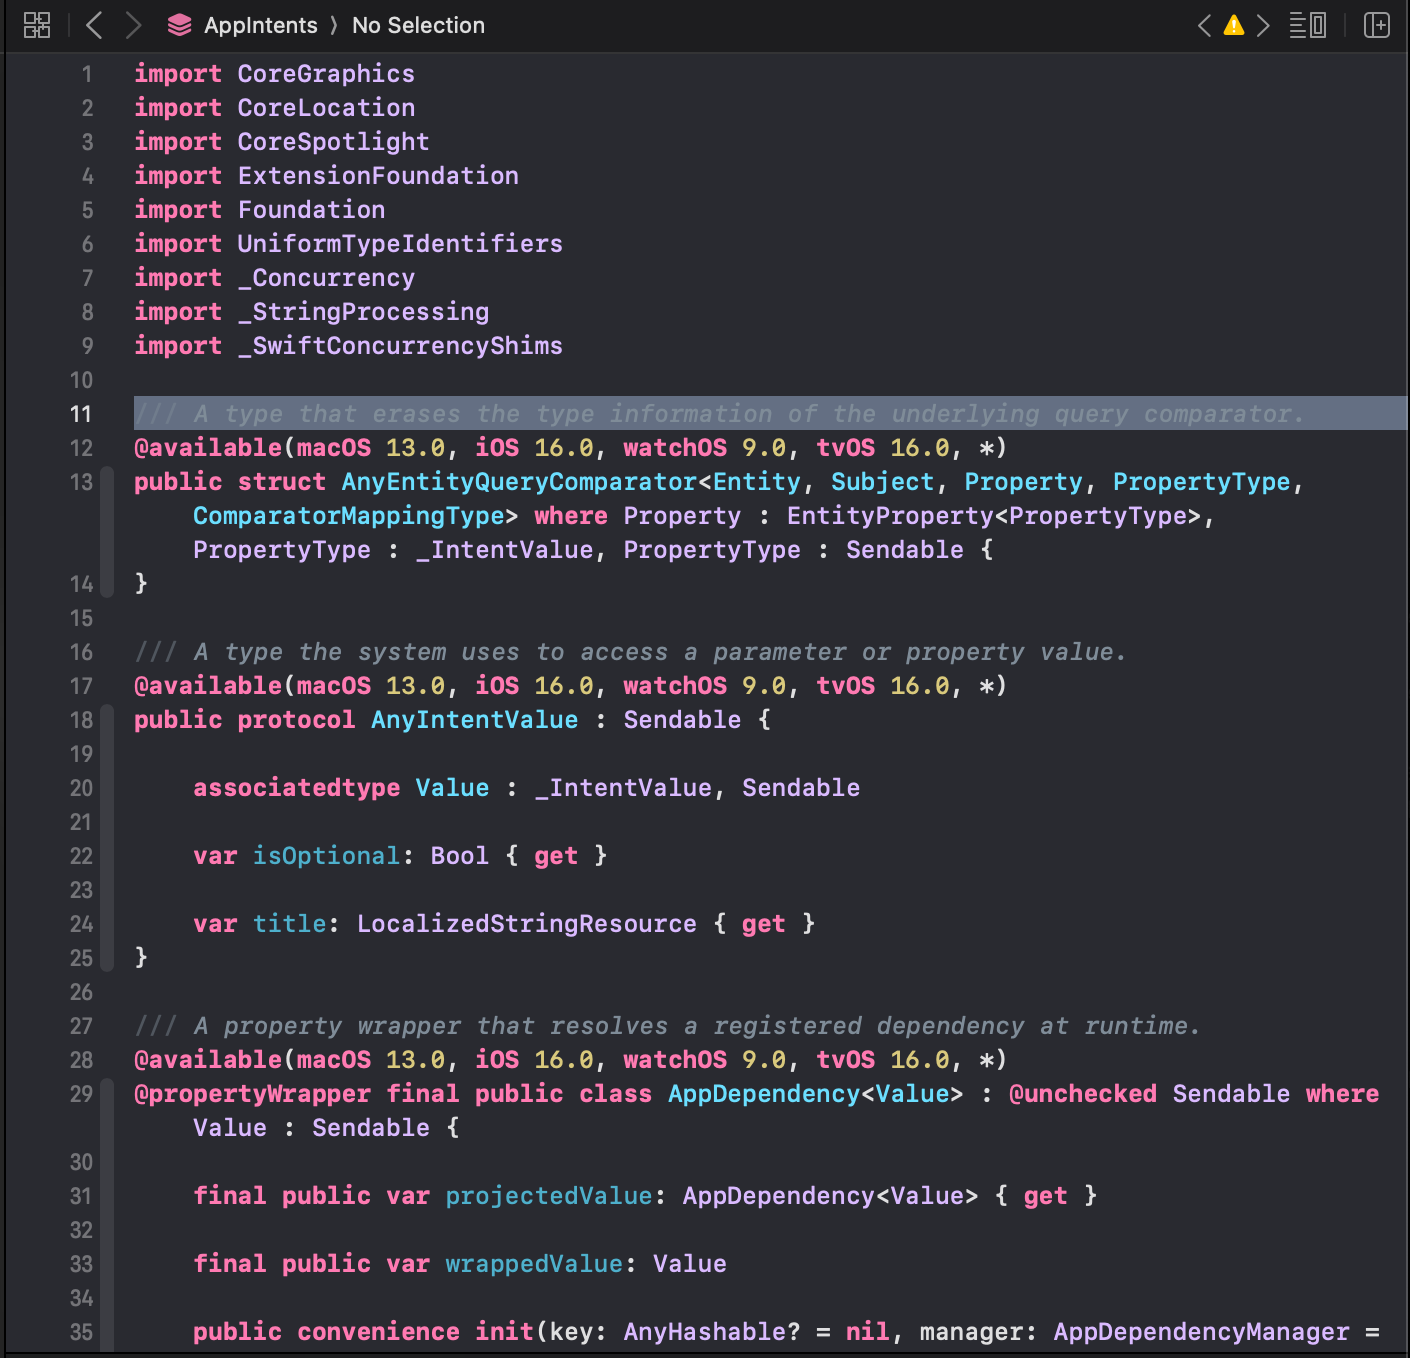 AppIntents 〉 No Selection
1 import CoreGraphics
2 import CoreLocation
3 import CoreSpotlight
4 import ExtensionFoundation
5 import Foundation
6 import UniformTypeIdentifiers
7 import _Concurrency
8 import _StringProcessing
9 import _SwiftConcurrencyShims
10
11 /// A type that erases the type information of the underlying query comparator.
12 @available(macOS 13.0, iOS 16.0, watchOS 9.0, tvOS 16.0, *)
13 public struct AnyEntityQueryComparator<Entity, Subject, Property, PropertyType,
ComparatorMappingType> where Property : EntityProperty<PropertyType>,
PropertyType : _IntentValue, PropertyType : Sendable {
14 }
15
16 /// A type the system uses to access a parameter or property value.
17 @available(macOS 13.0, iOS 16.0, watchOS 9.0, tvOS 16.0, *)
18 public protocol AnyIntentValue : Sendable {
19
20 associatedtype Value : _IntentValue, Sendable
21
22 var isOptional: Bool { get }
23
24 var title: LocalizedStringResource { get }
25 }
26
27 /// A property wrapper that resolves a registered dependency at runtime.
28 @available(macOS 13.0, iOS 16.0, watchOS 9.0, tvOS 16.0, *)
29 @propertyWrapper final public class AppDependency<Value> : @unchecked Sendable where
Value : Sendable {
30
31 final public var projectedValue: AppDependency<Value> { get }
32
33 final public var wrappedValue: Value
34
35 public convenience init(key: AnyHashable? = nil, manager: AppDependencyManager =